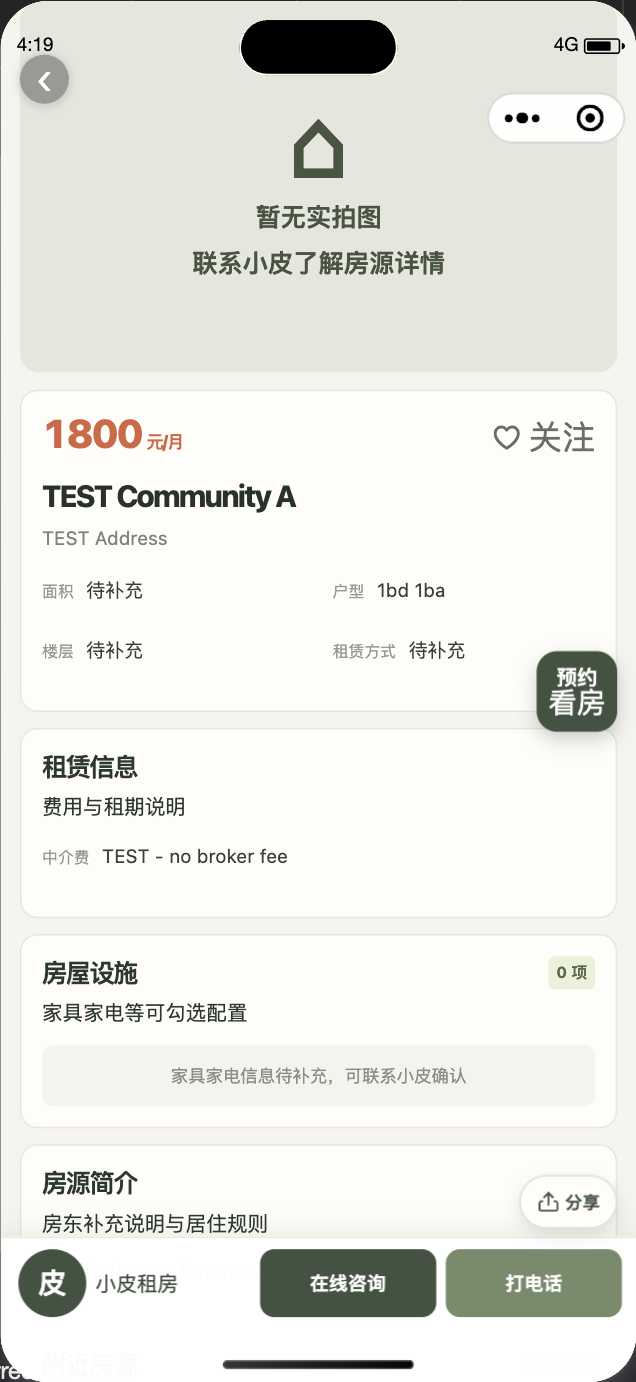 4:19
4G
暂无实拍图
联系小皮了解房源详情
1800 元/月
关注
TEST Community A
TEST Address
面积 待补充
户型 1bd 1ba
楼层 待补充
租赁方式 待补充
预约
看房
租赁信息
费用与租期说明
中介费 TEST - no broker fee
房屋设施
0 项
家具家电等可勾选配置
家具家电信息待补充，可联系小皮确认
房源简介
房东补充说明与居住规则
分享
皮
小皮租房
在线咨询
打电话
附近房源